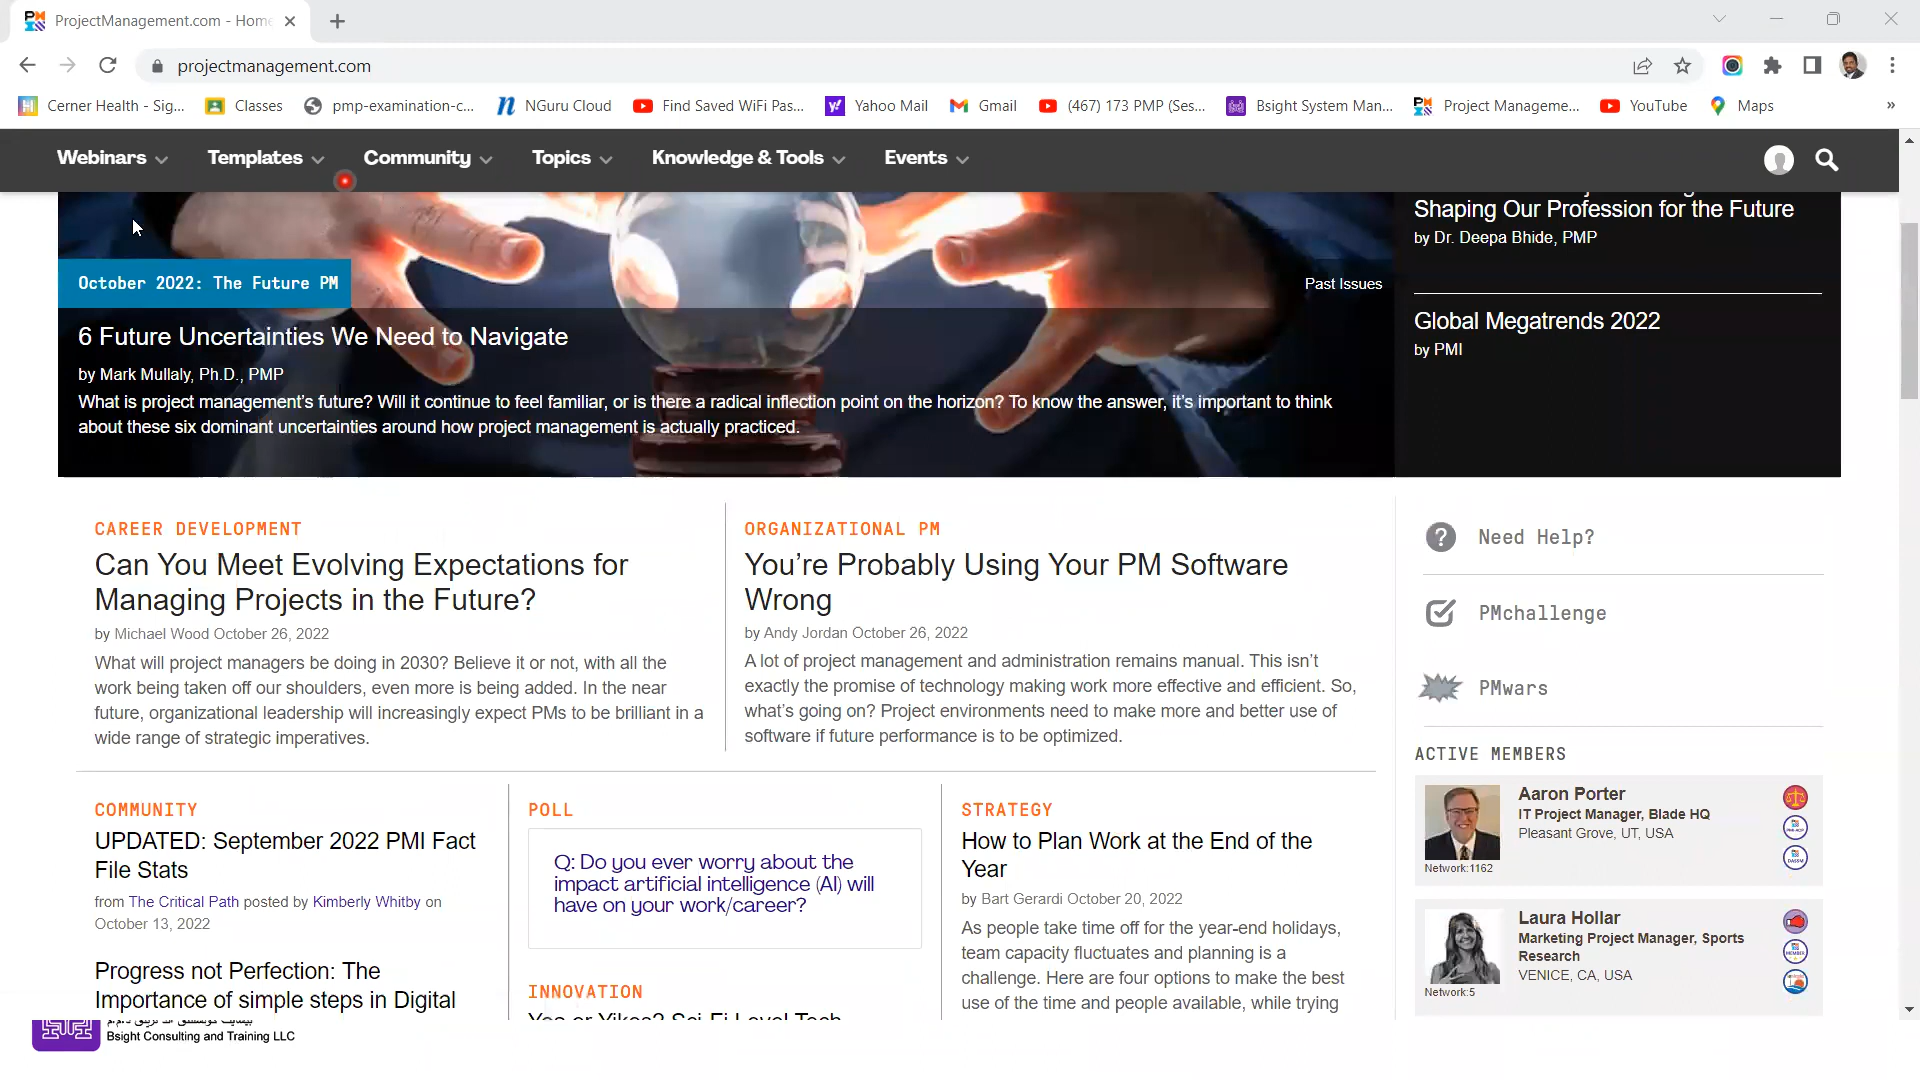 ProjectManagement.com - Home
projectmanagement.com
Cerner Health - Sig... Classes pmp-examination-c... NGuru Cloud Find Saved WiFi Pas... Yahoo Mail Gmail (467) 173 PMP (Ses... Bsight System Man... Project Manageme... YouTube Maps »
Webinars Templates Community Topics Knowledge & Tools Events
Shaping Our Profession for the Future
by Dr. Deepa Bhide, PMP
October 2022: The Future PM
Past Issues
6 Future Uncertainties We Need to Navigate
by Mark Mullaly, Ph.D., PMP
What is project management's future? Will it continue to feel familiar, or is there a radical inflection point on the horizon? To know the answer, it's important to think
about these six dominant uncertainties around how project management is actually practiced.
Global Megatrends 2022
by PMI
CAREER DEVELOPMENT
Can You Meet Evolving Expectations for
Managing Projects in the Future?
by Michael Wood October 26, 2022
What will project managers be doing in 2030? Believe it or not, with all the
work being taken off our shoulders, even more is being added. In the near
future, organizational leadership will increasingly expect PMs to be brilliant in a
wide range of strategic imperatives.
ORGANIZATIONAL PM
You're Probably Using Your PM Software
Wrong
by Andy Jordan October 26, 2022
A lot of project management and administration remains manual. This isn't
exactly the promise of technology making work more effective and efficient. So,
what's going on? Project environments need to make more and better use of
software if future performance is to be optimized.
Need Help?
PMchallenge
PMwars
COMMUNITY
UPDATED: September 2022 PMI Fact
File Stats
from The Critical Path posted by Kimberly Whitby on
October 13, 2022
Progress not Perfection: The
Importance of simple steps in Digital
POLL
Q: Do you ever worry about the
impact artificial intelligence (AI) will
have on your work/career?
INNOVATION
Yes or Yikes? Sci-Fi Level Tech
STRATEGY
How to Plan Work at the End of the
Year
by Bart Gerardi October 20, 2022
As people take time off for the year-end holidays,
team capacity fluctuates and planning is a
challenge. Here are four options to make the best
use of the time and people available, while trying
ACTIVE MEMBERS
Aaron Porter
IT Project Manager, Blade HQ
Pleasant Grove, UT, USA
Network:1162
Laura Hollar
Marketing Project Manager, Sports
Research
VENICE, CA, USA
Network:5
Bsight Consulting and Training LLC